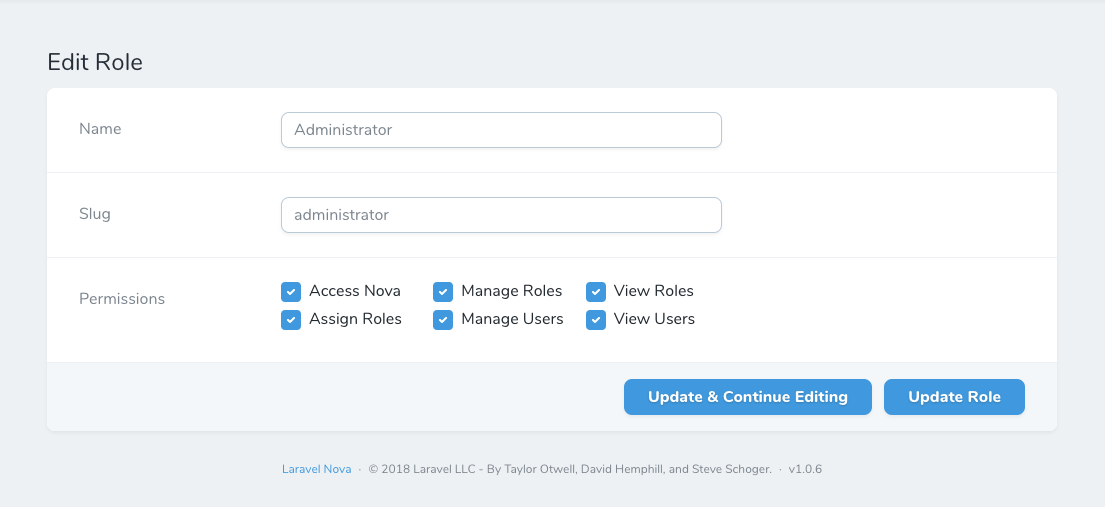 Edit Role
Name
Administrator
Slug
administrator
Permissions
Access Nova Manage Roles View Roles
Assign Roles Manage Users View Users
Update & Continue Editing Update Role
Laravel Nova · © 2018 Laravel LLC - By Taylor Otwell, David Hemphill, and Steve Schoger. · v1.0.6